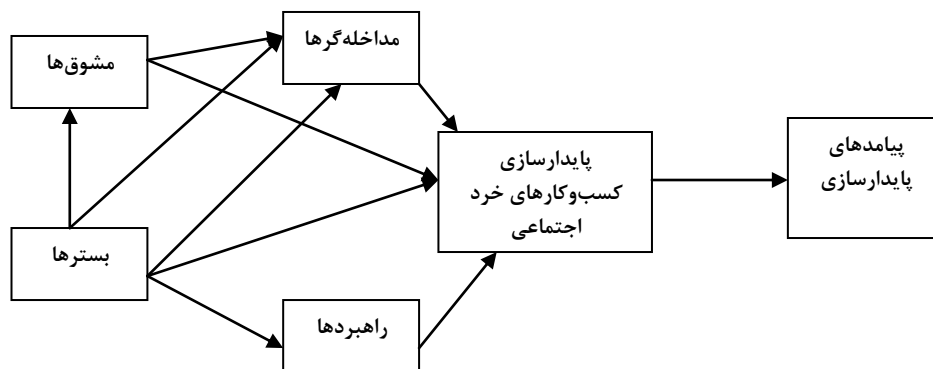 مداخله‌گرها
مشوق‌ها
پایدارسازی
کسب‌وکارهای خرد
اجتماعی
پیامدهای
پایدارسازی
بسترها
راهبردها